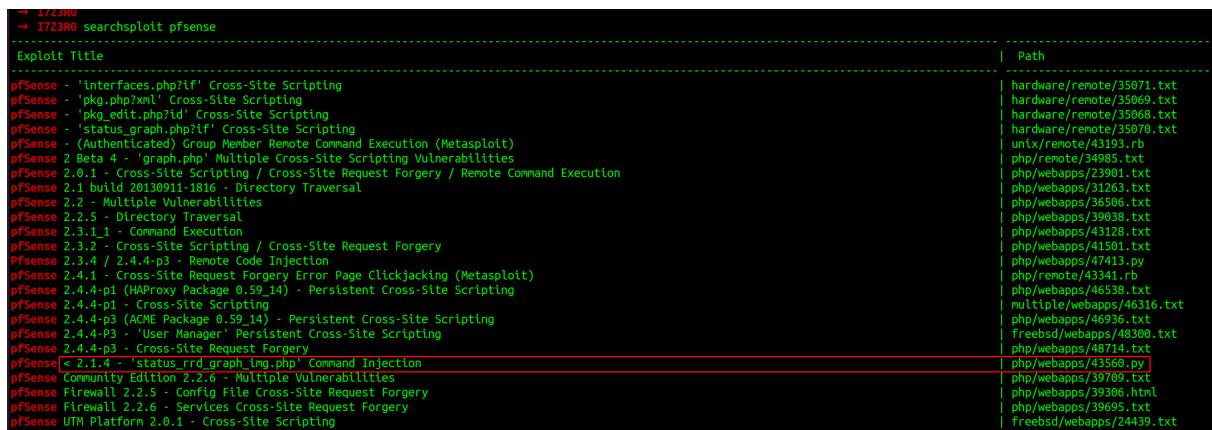 → I7Z3R0
→ I7Z3R0 searchsploit pfsense
Exploit Title | Path
pfSense - 'interfaces.php?if' Cross-Site Scripting | hardware/remote/35071.txt
pfSense - 'pkg.php?xml' Cross-Site Scripting | hardware/remote/35069.txt
pfSense - 'pkg_edit.php?id' Cross-Site Scripting | hardware/remote/35068.txt
pfSense - 'status_graph.php?if' Cross-Site Scripting | hardware/remote/35070.txt
pfSense - (Authenticated) Group Member Remote Command Execution (Metasploit) | unix/remote/43193.rb
pfSense 2 Beta 4 - 'graph.php' Multiple Cross-Site Scripting Vulnerabilities | php/remote/34985.txt
pfSense 2.0.1 - Cross-Site Scripting / Cross-Site Request Forgery / Remote Command Execution | php/webapps/23901.txt
pfSense 2.1 build 20130911-1816 - Directory Traversal | php/webapps/31263.txt
pfSense 2.2 - Multiple Vulnerabilities | php/webapps/36506.txt
pfSense 2.2.5 - Directory Traversal | php/webapps/39038.txt
pfSense 2.3.1_1 - Command Execution | php/webapps/43128.txt
pfSense 2.3.2 - Cross-Site Scripting / Cross-Site Request Forgery | php/webapps/41501.txt
Pfsense 2.3.4 / 2.4.4-p3 - Remote Code Injection | php/webapps/47413.py
pfSense 2.4.1 - Cross-Site Request Forgery Error Page Clickjacking (Metasploit) | php/remote/43341.rb
pfSense 2.4.4-p1 (HAProxy Package 0.59_14) - Persistent Cross-Site Scripting | php/webapps/46538.txt
pfSense 2.4.4-p1 - Cross-Site Scripting | multiple/webapps/46316.txt
pfSense 2.4.4-p3 (ACME Package 0.59_14) - Persistent Cross-Site Scripting | php/webapps/46936.txt
pfSense 2.4.4-P3 - 'User Manager' Persistent Cross-Site Scripting | freebsd/webapps/48300.txt
pfSense 2.4.4-p3 - Cross-Site Request Forgery | php/webapps/48714.txt
pfSense < 2.1.4 - 'status_rrd_graph_img.php' Command Injection | php/webapps/43560.py
pfSense Community Edition 2.2.6 - Multiple Vulnerabilities | php/webapps/39709.txt
pfSense Firewall 2.2.5 - Config File Cross-Site Request Forgery | php/webapps/39306.html
pfSense Firewall 2.2.6 - Services Cross-Site Request Forgery | php/webapps/39695.txt
pfSense UTM Platform 2.0.1 - Cross-Site Scripting | freebsd/webapps/24439.txt